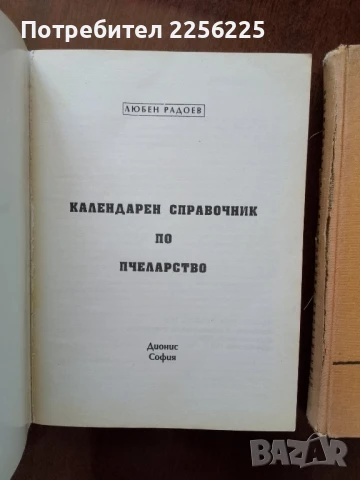 Потребител 2256225
ЛЮБЕН РАДОЕВ
КАЛЕНДАРЕН СПРАВОЧНИК
ПО
ПЧЕЛАРСТВО
Дионис
София
BAZAR